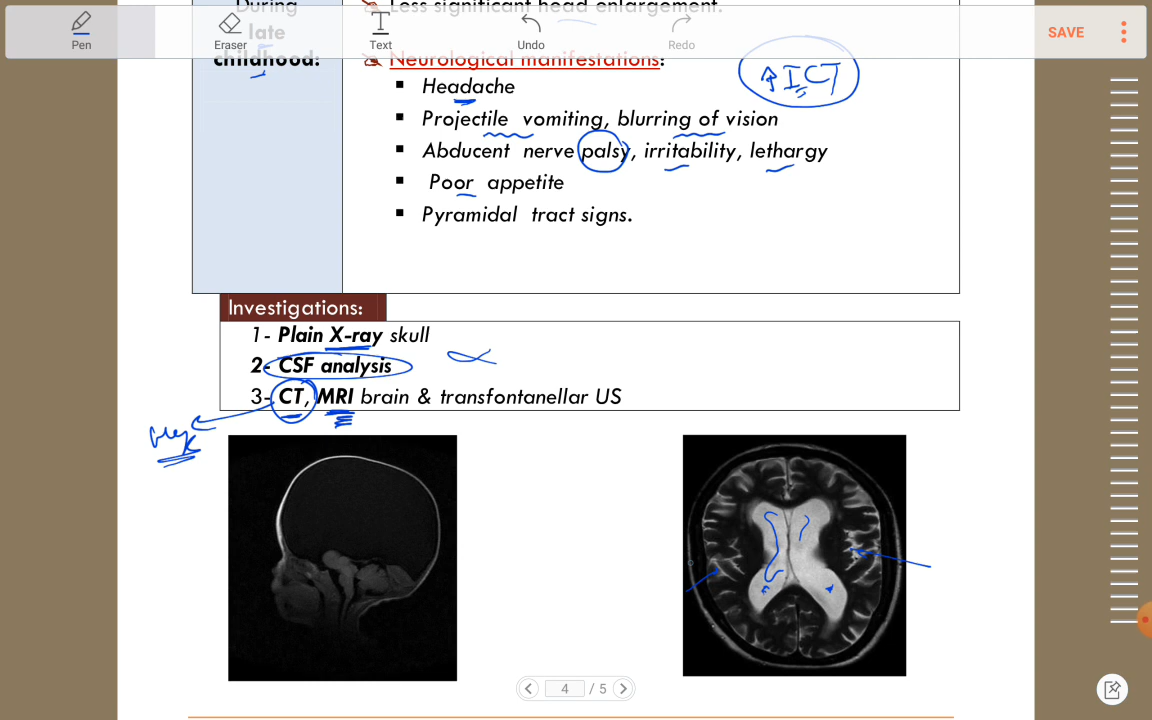 During
late
childhood:
Less significant head enlargement.
Pen
Eraser
Text
Undo
Redo
SAVE
Neurological manifestations:
↑ICT
Headache
Projectile vomiting, blurring of vision
Abducent nerve palsy, irritability, lethargy
Poor appetite
Pyramidal tract signs.
Investigations:
1- Plain X-ray skull
2- CSF analysis
3- CT, MRI brain & transfontanellar US
4 / 5